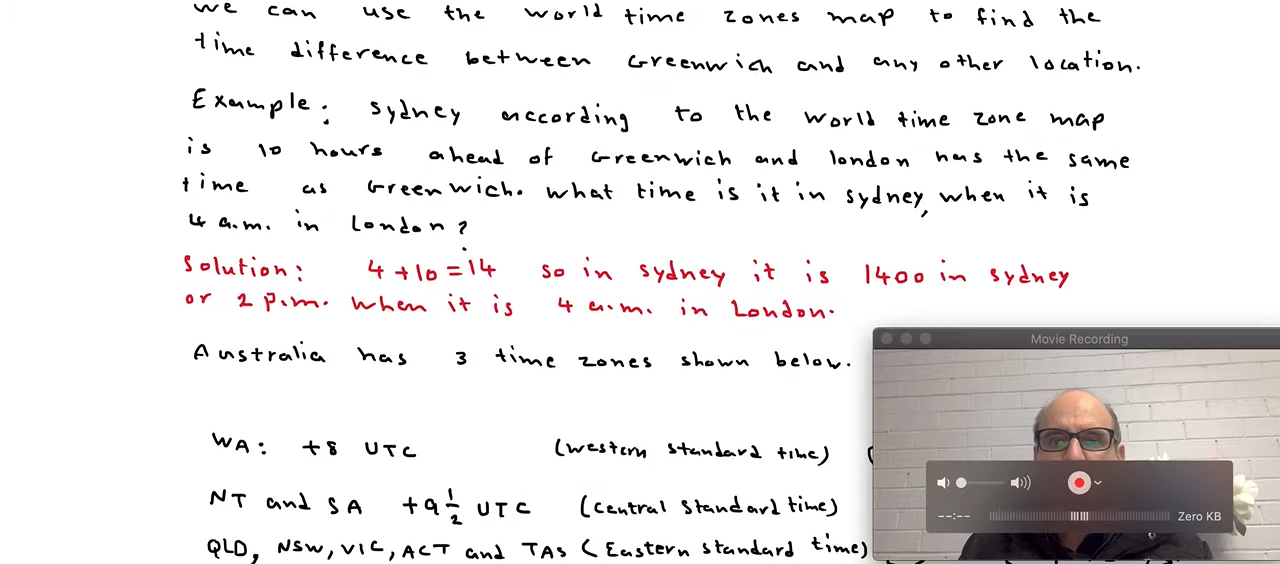 we can use the world time zones map to find the
time difference between Greenwich and any other location.
Example: Sydney according to the world time zone map
is 10 hours ahead of Greenwich and london has the same
time as Greenwich. What time is it in sydney, when it is
4 a.m. in London?
Solution: 4+10=14 so in sydney it is 1400 in sydney
or 2 p.m. when it is 4 a.m. in London.
Movie Recording
Australia has 3 time zones shown below.
WA: +8 UTC (western standard time) (
NT and SA +9 1/2 UTC (central standard time)
--:-- Zero KB
QLD, NSW, VIC, ACT and TAS (Eastern standard time)